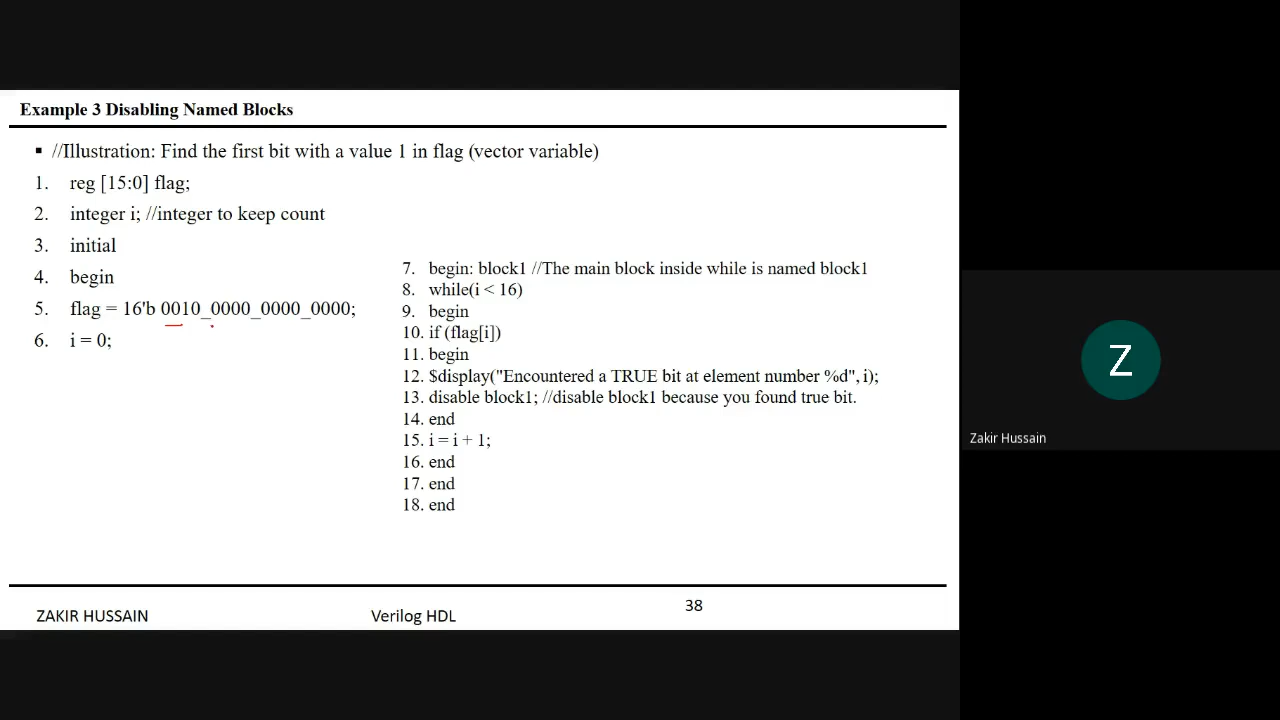 Example 3 Disabling Named Blocks
▪ //Illustration: Find the first bit with a value 1 in flag (vector variable)
1. reg [15:0] flag;
2. integer i; //integer to keep count
3. initial
4. begin
5. flag = 16'b 0010_0000_0000_0000;
6. i = 0;
7. begin: block1 //The main block inside while is named block1
8. while(i < 16)
9. begin
10. if (flag[i])
11. begin
12. $display("Encountered a TRUE bit at element number %d", i);
13. disable block1; //disable block1 because you found true bit.
14. end
15. i = i + 1;
16. end
17. end
18. end
ZAKIR HUSSAIN
Verilog HDL
38
Z
Zakir Hussain